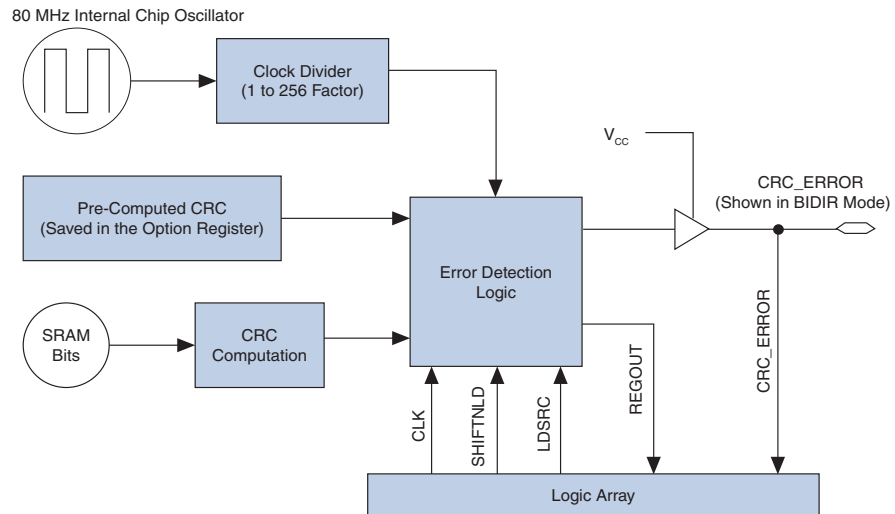 80 MHz Internal Chip Oscillator
Clock Divider
(1 to 256 Factor)
V_CC
CRC_ERROR
(Shown in BIDIR Mode)
Pre-Computed CRC
(Saved in the Option Register)
Error Detection
Logic
SRAM
Bits
CRC
Computation
CLK
SHIFTNLD
LDSRC
REGOUT
CRC_ERROR
Logic Array